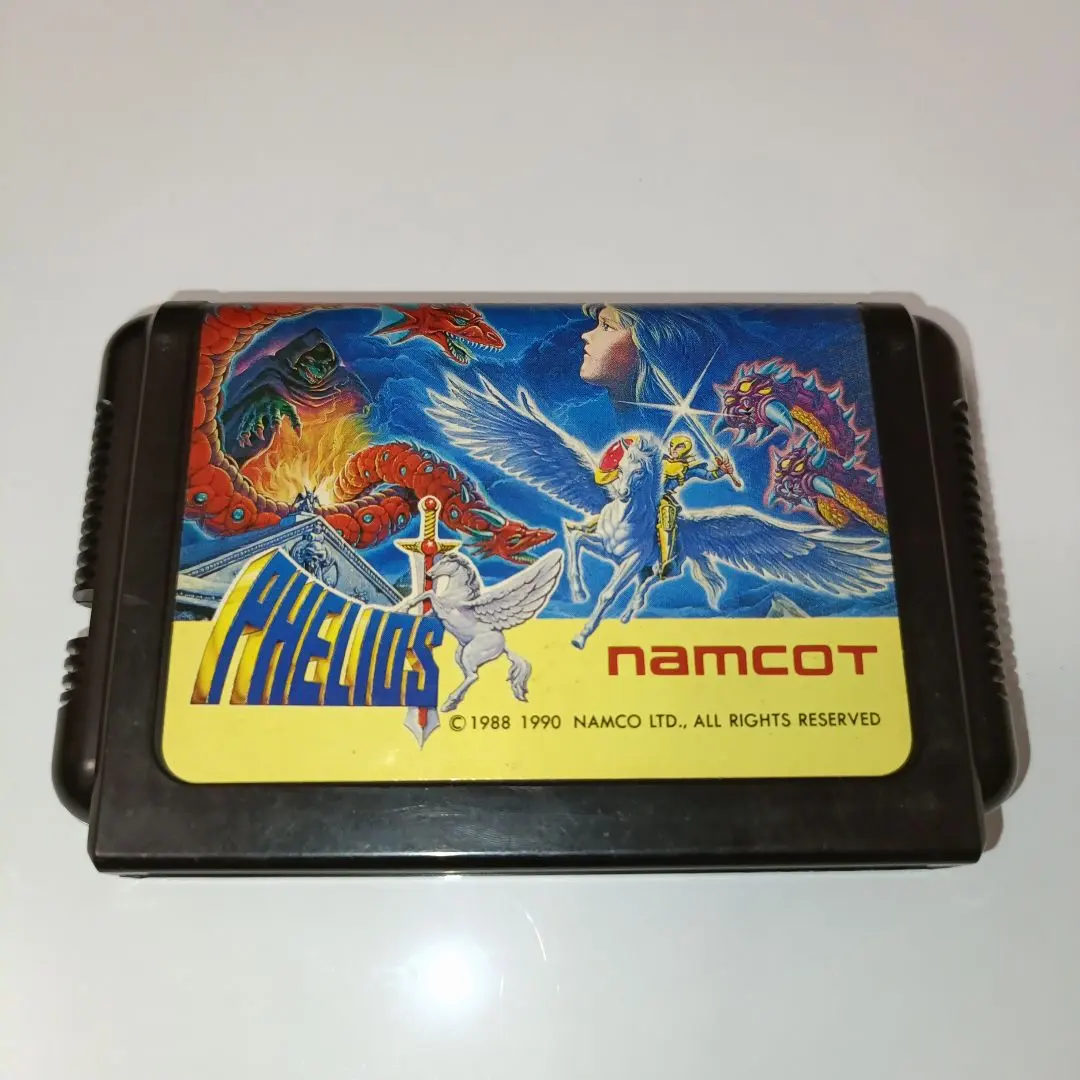 PHELIOS
namcoT
© 1988 1990 NAMCO LTD., ALL RIGHTS RESERVED